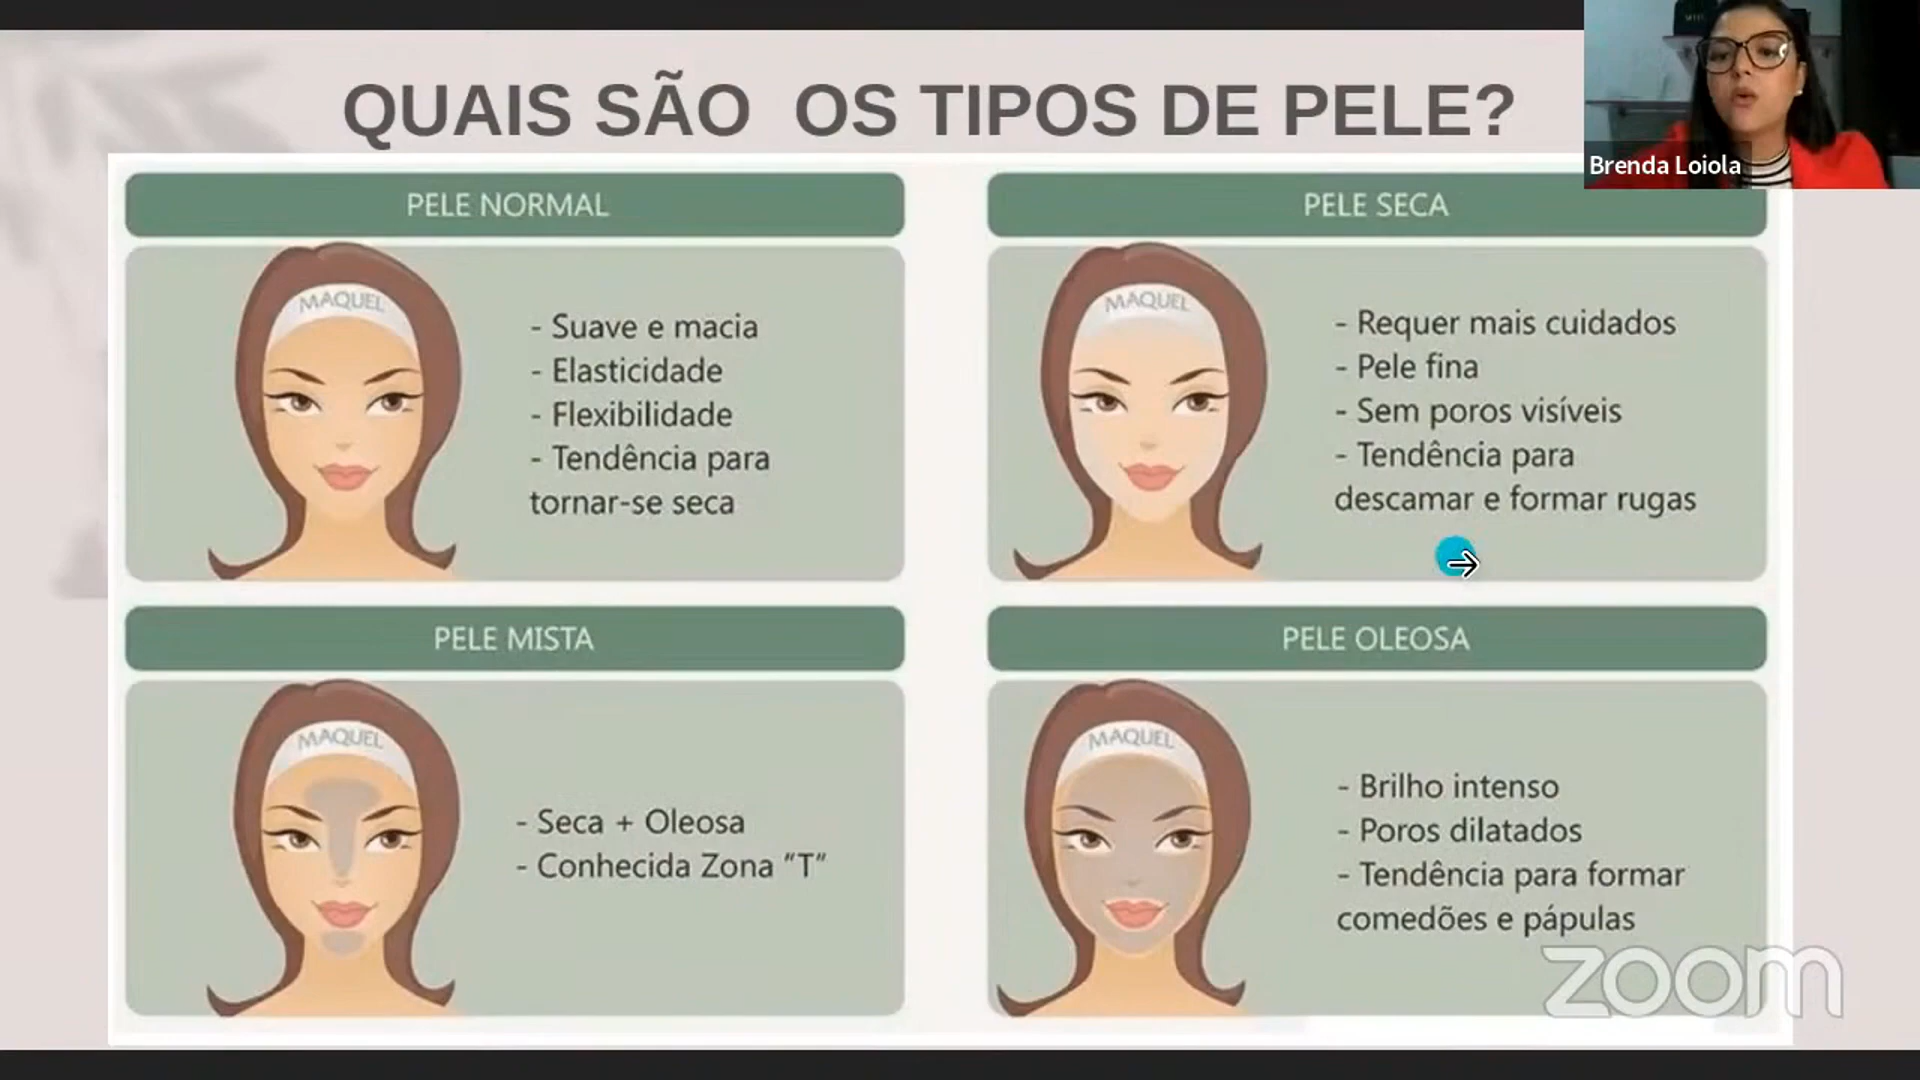 QUAIS SÃO OS TIPOS DE PELE?
Brenda Loiola
PELE NORMAL
MAQUEL
- Suave e macia
- Elasticidade
- Flexibilidade
- Tendência para
tornar-se seca
PELE SECA
MAQUEL
- Requer mais cuidados
- Pele fina
- Sem poros visíveis
- Tendência para
descamar e formar rugas
PELE MISTA
MAQUEL
- Seca + Oleosa
- Conhecida Zona "T"
PELE OLEOSA
MAQUEL
- Brilho intenso
- Poros dilatados
- Tendência para formar
comedões e pápulas
zoom